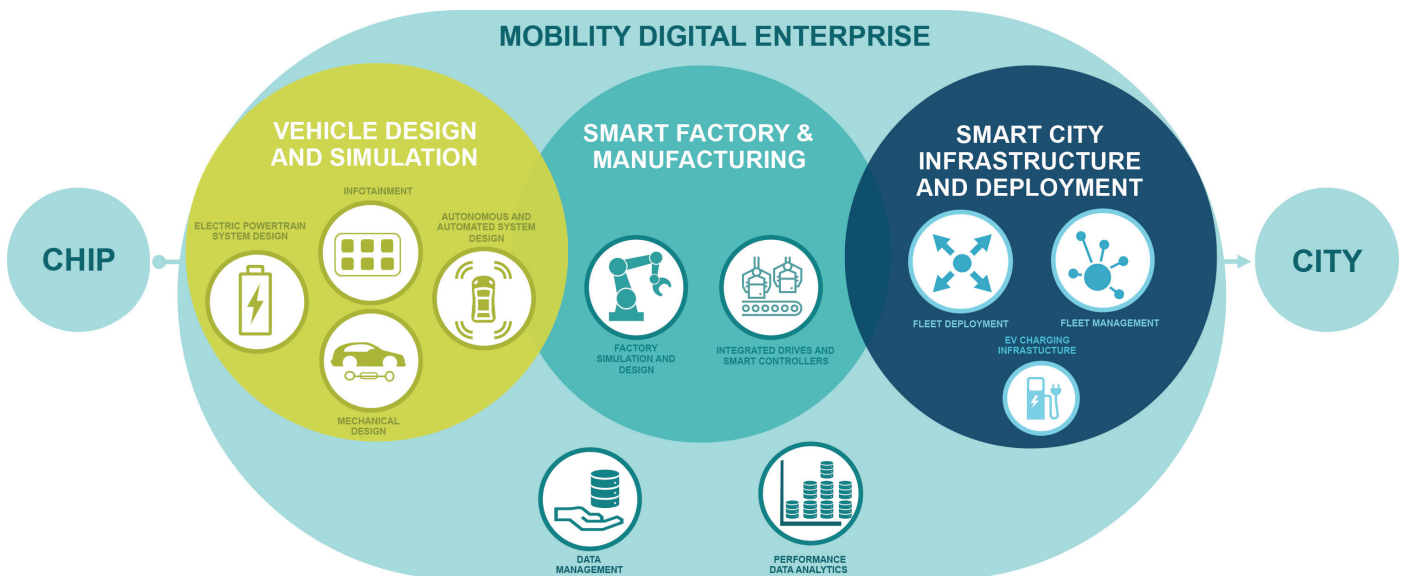 MOBILITY DIGITAL ENTERPRISE
CHIP
VEHICLE DESIGN
AND SIMULATION
INFOTAINMENT
ELECTRIC POWERTRAIN
SYSTEM DESIGN
AUTONOMOUS AND
AUTOMATED SYSTEM
DESIGN
MECHANICAL
DESIGN
SMART FACTORY &
MANUFACTURING
FACTORY
SIMULATION AND
DESIGN
INTEGRATED DRIVES AND
SMART CONTROLLERS
SMART CITY
INFRASTRUCTURE
AND DEPLOYMENT
FLEET DEPLOYMENT
FLEET MANAGEMENT
EV CHARGING
INFRASTUCTURE
CITY
DATA
MANAGEMENT
PERFORMANCE
DATA ANALYTICS